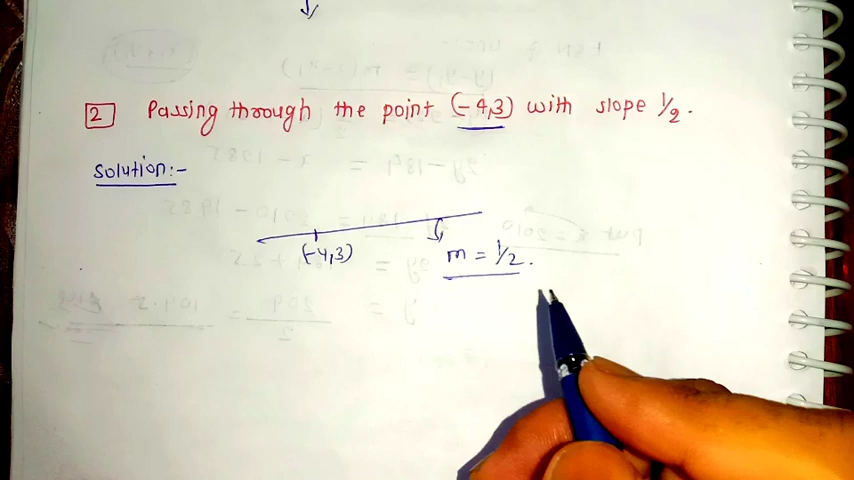 2 Passing through the point (-4,3) with slope 1/2.
Solution:-
(-4,3)
m = 1/2.